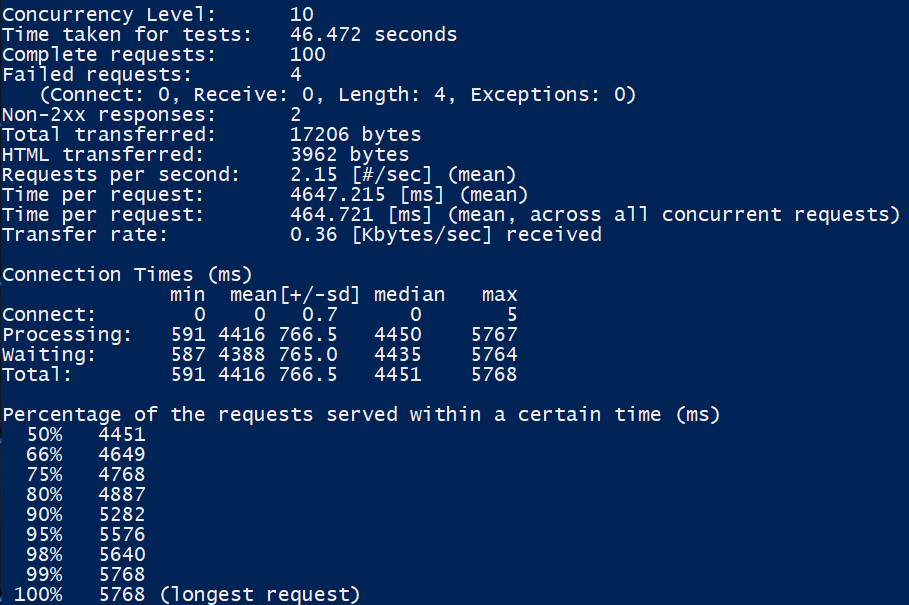 Concurrency Level:      10
Time taken for tests:   46.472 seconds
Complete requests:      100
Failed requests:        4
   (Connect: 0, Receive: 0, Length: 4, Exceptions: 0)
Non-2xx responses:      2
Total transferred:      17206 bytes
HTML transferred:       3962 bytes
Requests per second:    2.15 [#/sec] (mean)
Time per request:       4647.215 [ms] (mean)
Time per request:       464.721 [ms] (mean, across all concurrent requests)
Transfer rate:          0.36 [Kbytes/sec] received

Connection Times (ms)
              min  mean[+/-sd] median   max
Connect:        0    0   0.7      0       5
Processing:   591 4416 766.5   4450    5767
Waiting:      587 4388 765.0   4435    5764
Total:        591 4416 766.5   4451    5768

Percentage of the requests served within a certain time (ms)
  50%   4451
  66%   4649
  75%   4768
  80%   4887
  90%   5282
  95%   5576
  98%   5640
  99%   5768
 100%   5768 (longest request)